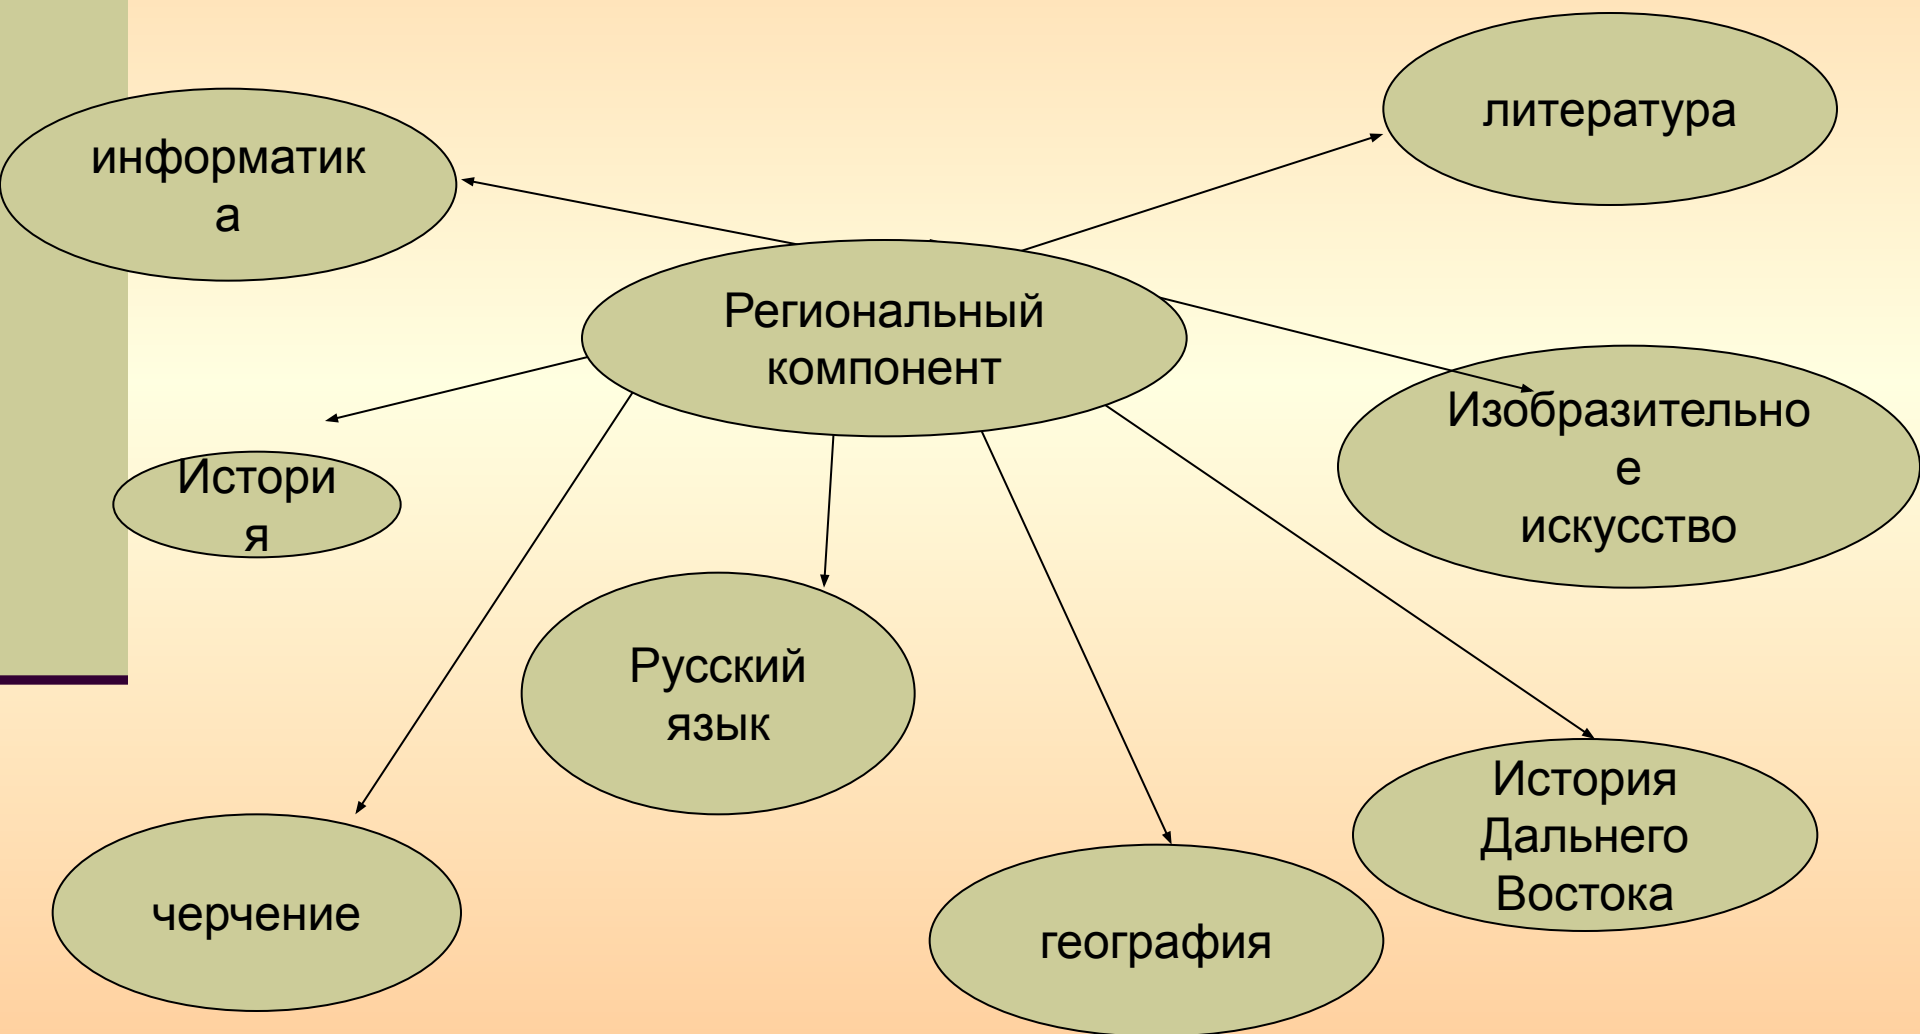 литература
информатик
а
Региональный
компонент
Изобразительно
е
искусство
Истори
я
Русский
язык
История
Дальнего
Востока
черчение
география